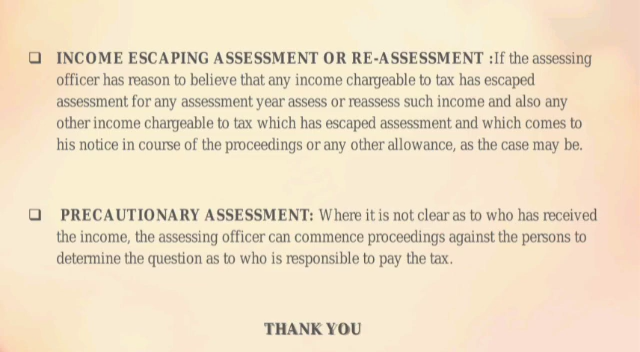 ❑ INCOME ESCAPING ASSESSMENT OR RE-ASSESSMENT :If the assessing
officer has reason to believe that any income chargeable to tax has escaped
assessment for any assessment year assess or reassess such income and also any
other income chargeable to tax which has escaped assessment and which comes to
his notice in course of the proceedings or any other allowance, as the case may be.
❑ PRECAUTIONARY ASSESSMENT: Where it is not clear as to who has received
the income, the assessing officer can commence proceedings against the persons to
determine the question as to who is responsible to pay the tax.
THANK YOU